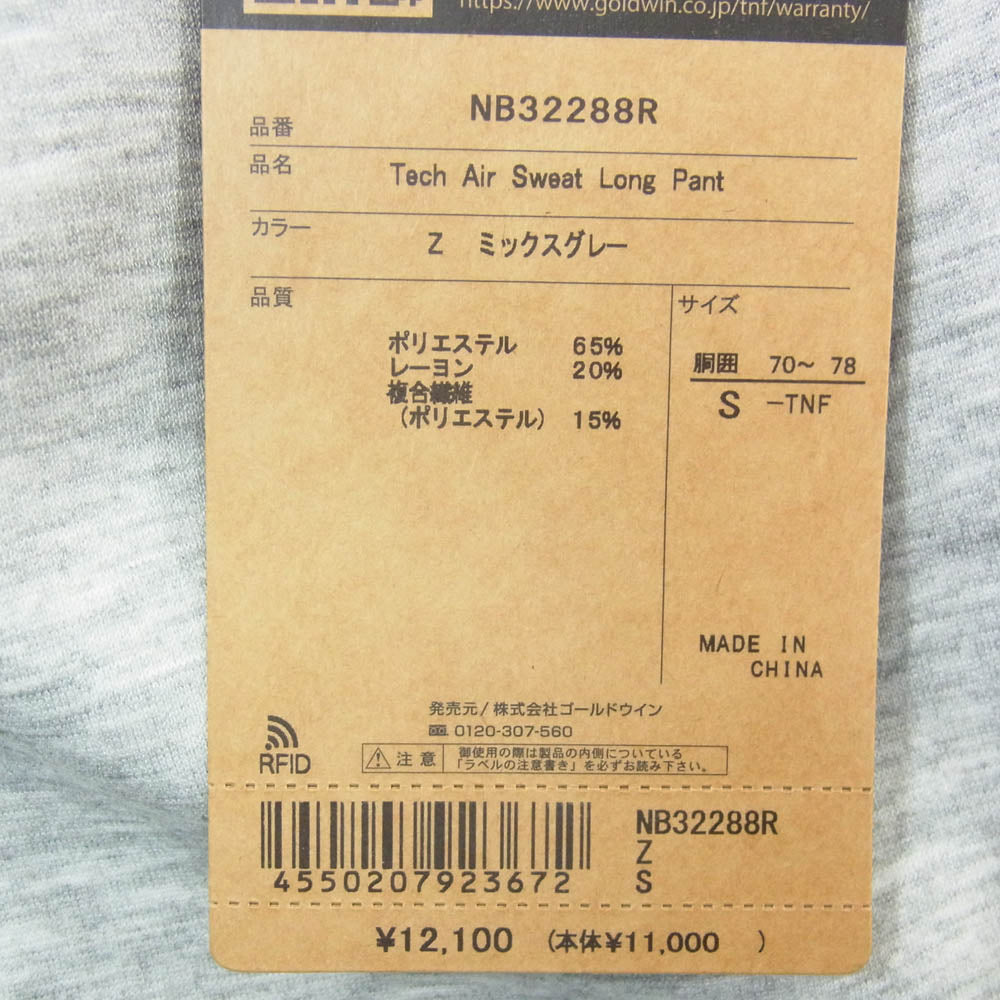 https://www.goldwin.co.jp/tnf/warranty/
品番 NB32288R
品名 Tech Air Sweat Long Pant
カラー Z ミックスグレー
品質
ポリエステル 65%
レーヨン 20%
複合繊維
(ポリエステル) 15%
サイズ
胴囲 70〜 78
S -TNF
MADE IN
CHINA
発売元/株式会社ゴールドウイン
0120-307-560
RFID
注意
御使用の際は製品の内側についている
「ラベルの注意書き」を必ずお読み下さい。
4550207923672
NB32288R
Z
S
¥12,100 (本体¥11,000 )